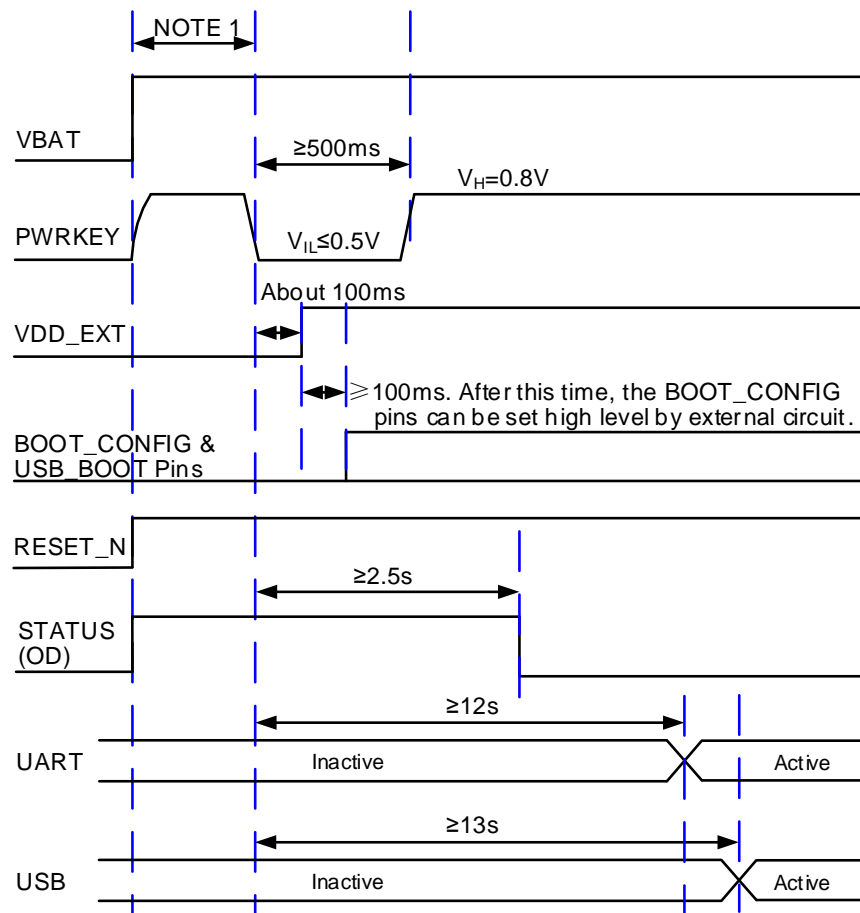 NOTE 1
VBAT
≥500ms
VH=0.8V
PWRKEY
VIL≤0.5V
About 100ms
VDD_EXT
≥100ms. After this time, the BOOT_CONFIG
pins can be set high level by external circuit.
BOOT_CONFIG &
USB_BOOT Pins
RESET_N
≥2.5s
STATUS
(OD)
≥12s
UART
Inactive
Active
≥13s
USB
Inactive
Active